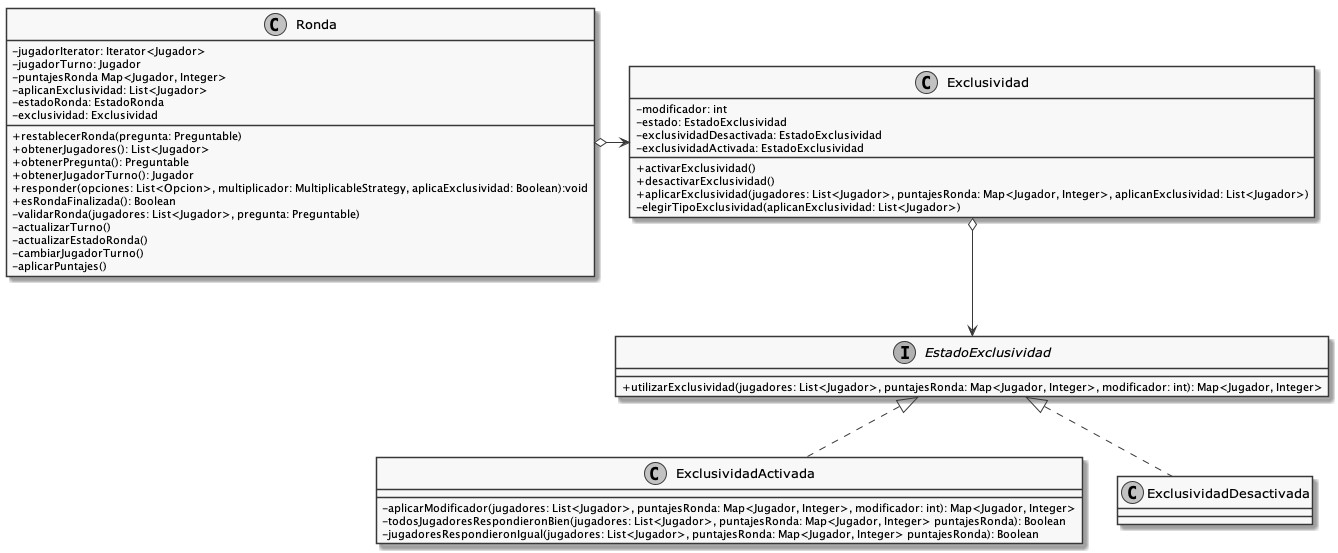 C Ronda
-jugadorIterator: Iterator<Jugador>
-jugadorTurno: Jugador
-puntajesRonda Map<Jugador, Integer>
-aplicanExclusividad: List<Jugador>
-estadoRonda: EstadoRonda
-exclusividad: Exclusividad
+restablecerRonda(pregunta: Preguntable)
+obtenerJugadores(): List<Jugador>
+obtenerPregunta(): Preguntable
+obtenerJugadorTurno(): Jugador
+responder(opciones: List<Opcion>, multiplicador: MultiplicableStrategy, aplicaExclusividad: Boolean):void
+esRondaFinalizada(): Boolean
-validarRonda(jugadores: List<Jugador>, pregunta: Preguntable)
-actualizarTurno()
-actualizarEstadoRonda()
-cambiarJugadorTurno()
-aplicarPuntajes()
C Exclusividad
-modificador: int
-estado: EstadoExclusividad
-exclusividadDesactivada: EstadoExclusividad
-exclusividadActivada: EstadoExclusividad
+activarExclusividad()
+desactivarExclusividad()
+aplicarExclusividad(jugadores: List<Jugador>, puntajesRonda: Map<Jugador, Integer>, aplicanExclusividad: List<Jugador>)
-elegirTipoExclusividad(aplicanExclusividad: List<Jugador>)
I EstadoExclusividad
+utilizarExclusividad(jugadores: List<Jugador>, puntajesRonda: Map<Jugador, Integer>, modificador: int): Map<Jugador, Integer>
C ExclusividadActivada
-aplicarModificador(jugadores: List<Jugador>, puntajesRonda: Map<Jugador, Integer>, modificador: int): Map<Jugador, Integer>
-todosJugadoresRespondieronBien(jugadores: List<Jugador>, puntajesRonda: Map<Jugador, Integer> puntajesRonda): Boolean
-jugadoresRespondieronIgual(jugadores: List<Jugador>, puntajesRonda: Map<Jugador, Integer> puntajesRonda): Boolean
C ExclusividadDesactivada